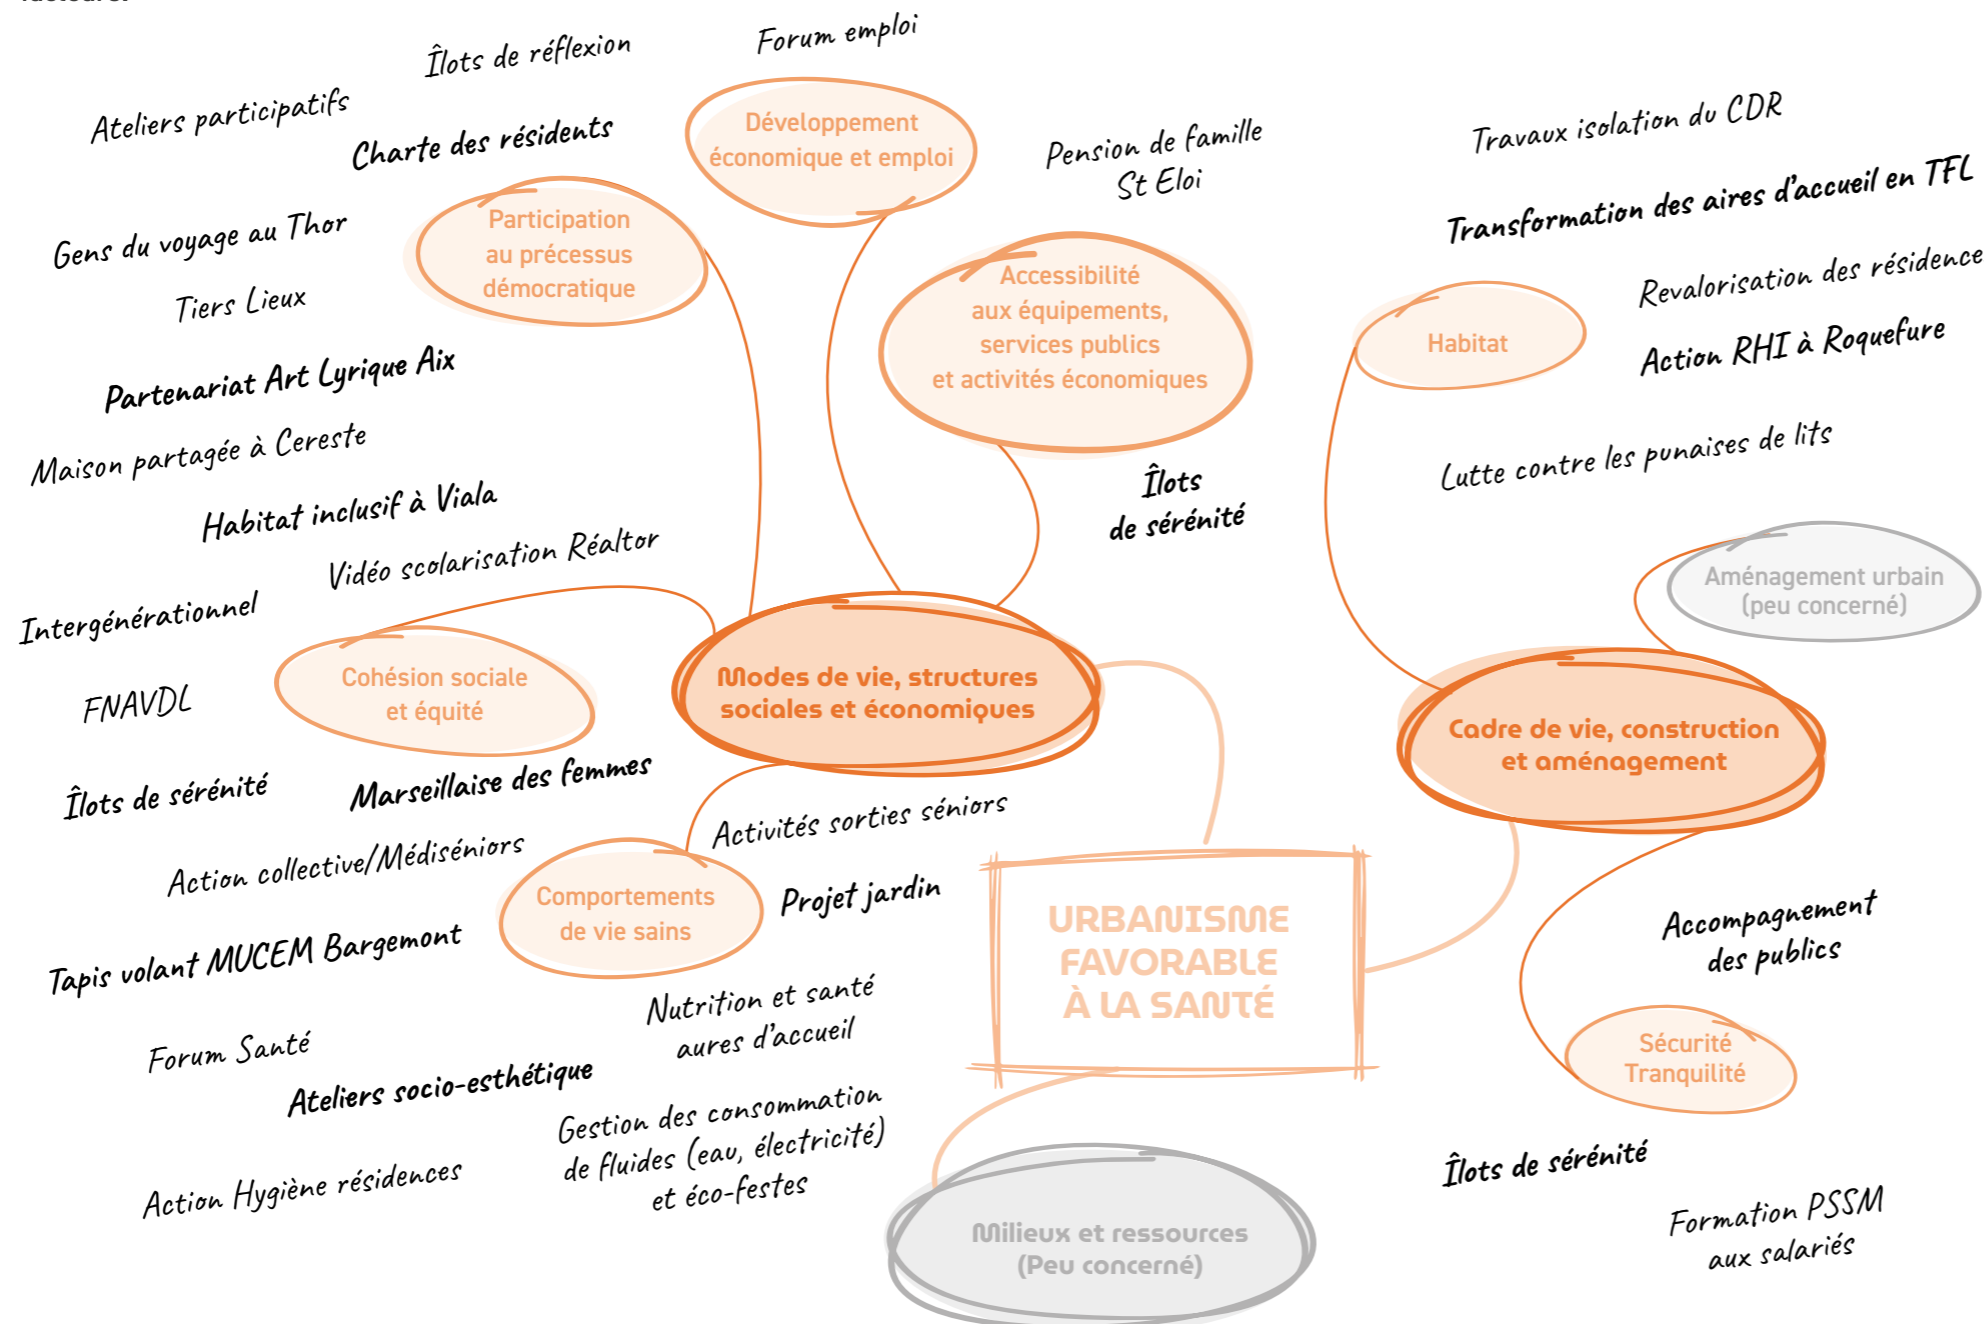 Îlots de réflexion
Forum emploi
Ateliers participatifs
Charte des résidents
Développement
économique et emploi
Pension de famille
St Eloi
Travaux isolation du CDR
Transformation des aires d'accueil en TFL
Gens du voyage au Thor
Participation
au précessus
démocratique
Tiers Lieux
Accessibilité
aux équipements,
services publics
et activités économiques
Habitat
Revalorisation des résidence
Action RHI à Roquefure
Partenariat Art Lyrique Aix
Maison partagée à Cereste
Habitat inclusif à Viala
Vidéo scolarisation Réaltor
Îlots
de sérénité
Lutte contre les punaises de lits
Aménagement urbain
(peu concerné)
Intergénérationnel
Cohésion sociale
et équité
FNAVDL
Modes de vie, structures
sociales et économiques
Cadre de vie, construction
et aménagement
Îlots de sérénité
Marseillaise des femmes
Action collective/Médiséniors
Activités sorties séniors
Comportements
de vie sains
Projet jardin
Tapis volant MUCEM Bargemont
URBANISME
FAVORABLE
À LA SANTÉ
Accompagnement
des publics
Nutrition et santé
aures d'accueil
Forum Santé
Ateliers socio-esthétique
Sécurité
Tranquilité
Gestion des consommation
de fluides (eau, électricité)
et éco-festes
Action Hygiène résidences
Îlots de sérénité
Milieux et ressources
(Peu concerné)
Formation PSSM
aux salariés